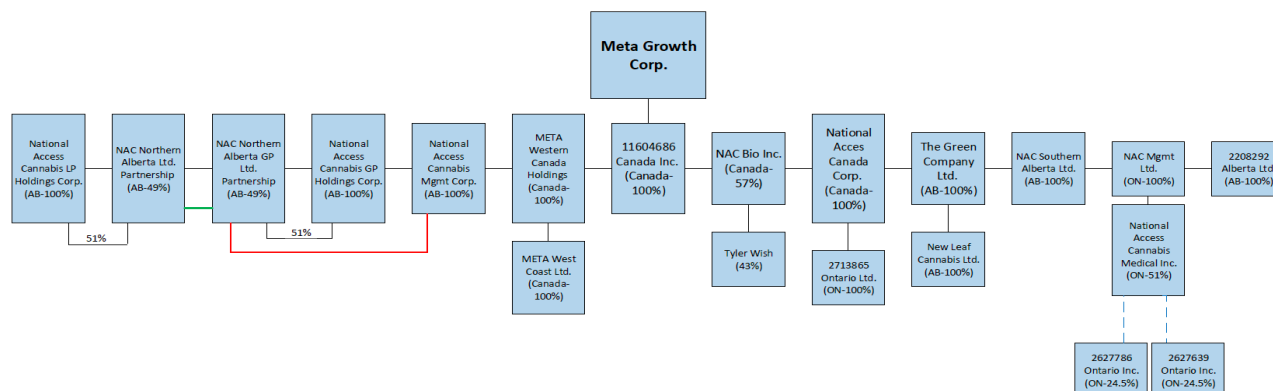 Meta Growth
Corp.
National
Access
Cannabis LP
Holdings Corp.
(AB-100%)
NAC Northern
Alberta Ltd.
Partnership
(AB-49%)
NAC Northern
Alberta GP
Ltd.
Partnership
(AB-49%)
National
Access
Cannabis GP
Holdings Corp.
(AB-100%)
National
Access
Cannabis
Mgmt Corp.
(AB-100%)
META
Western
Canada
Holdings
(Canada-
100%)
11604686
Canada Inc.
(Canada-
100%)
NAC Bio Inc.
(Canada-
57%)
National
Acces
Canada
Corp.
(Canada-
100%)
The Green
Company
Ltd.
(AB-100%)
NAC Southern
Alberta Ltd.
(AB-100%)
NAC Mgmt
Ltd.
(ON-100%)
2208292
Alberta Ltd.
(AB-100%)
51%
51%
META West
Coast Ltd.
(Canada-
100%)
Tyler Wish
(43%)
2713865
Ontario Ltd.
(ON-100%)
New Leaf
Cannabis Ltd.
(AB-100%)
National
Access
Cannabis
Medical Inc.
(ON-51%)
2627786
Ontario Inc.
(ON-24.5%)
2627639
Ontario Inc.
(ON-24.5%)